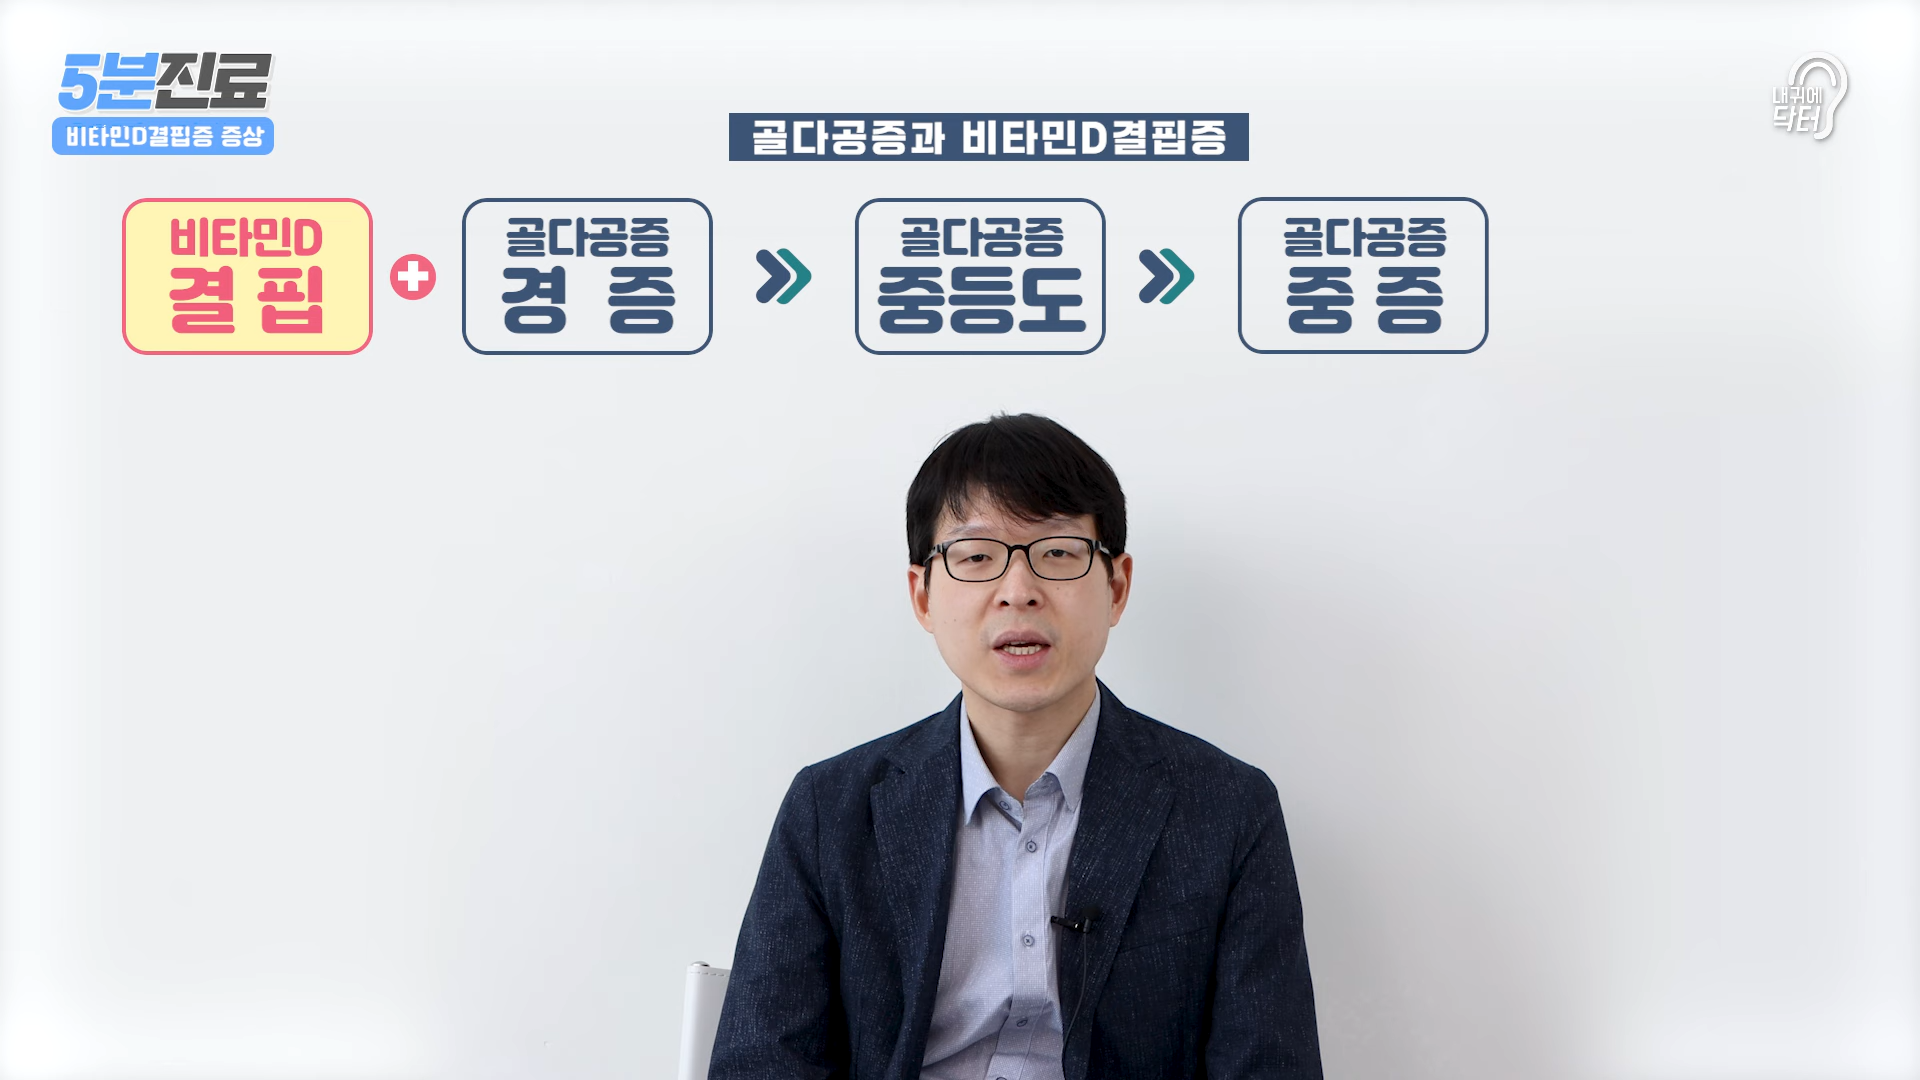 5분진료
비타민D결핍증 증상
내귀에
닥터
골다공증과 비타민D결핍증
비타민D
결핍
골다공증
경 증
골다공증
중등도
골다공증
중증